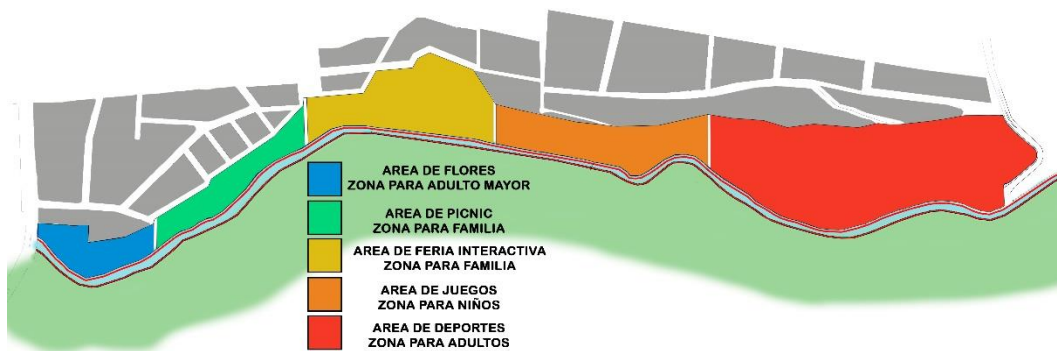 AREA DE FLORES
ZONA PARA ADULTO MAYOR
AREA DE PICNIC
ZONA PARA FAMILIA
AREA DE FERIA INTERACTIVA
ZONA PARA FAMILIA
AREA DE JUEGOS
ZONA PARA NIÑOS
AREA DE DEPORTES
ZONA PARA ADULTOS